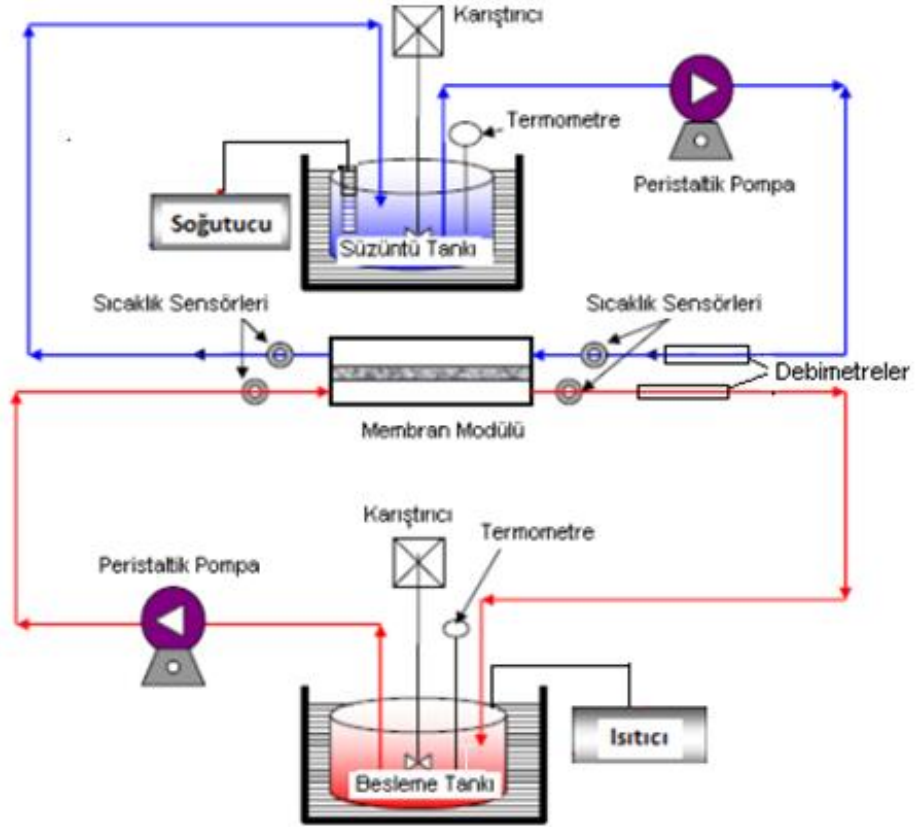 Karıştırıcı
Termometre
Peristaltik Pompa
Soğutucu
Süzüntü Tankı
Sıcaklık Sensörleri
Sıcaklık Sensörleri
Debimetreler
Membran Modülü
Karıştırıcı
Termometre
Peristaltik Pompa
Isıtıcı
Besleme Tankı